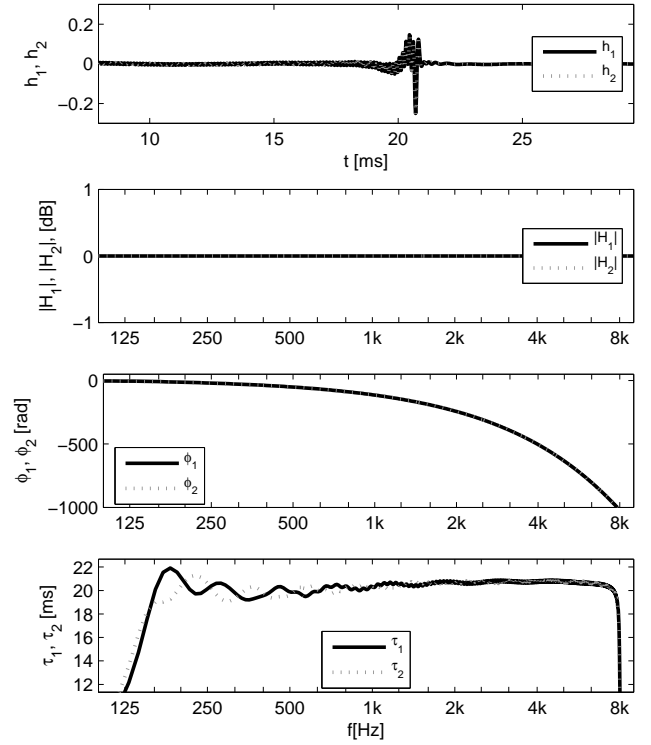 0.2
0
−0.2
h₁, h₂
10 15 20 25
t [ms]
h₁
h₂
1
0
−1
|H₁|, |H₂|, [dB]
125 250 500 1k 2k 4k 8k
|H₁|
|H₂|
0
−500
−1000
ϕ₁, ϕ₂ [rad]
125 250 500 1k 2k 4k 8k
ϕ₁
ϕ₂
22
20
18
16
14
12
τ₁, τ₂ [ms]
125 250 500 1k 2k 4k 8k
f[Hz]
τ₁
τ₂